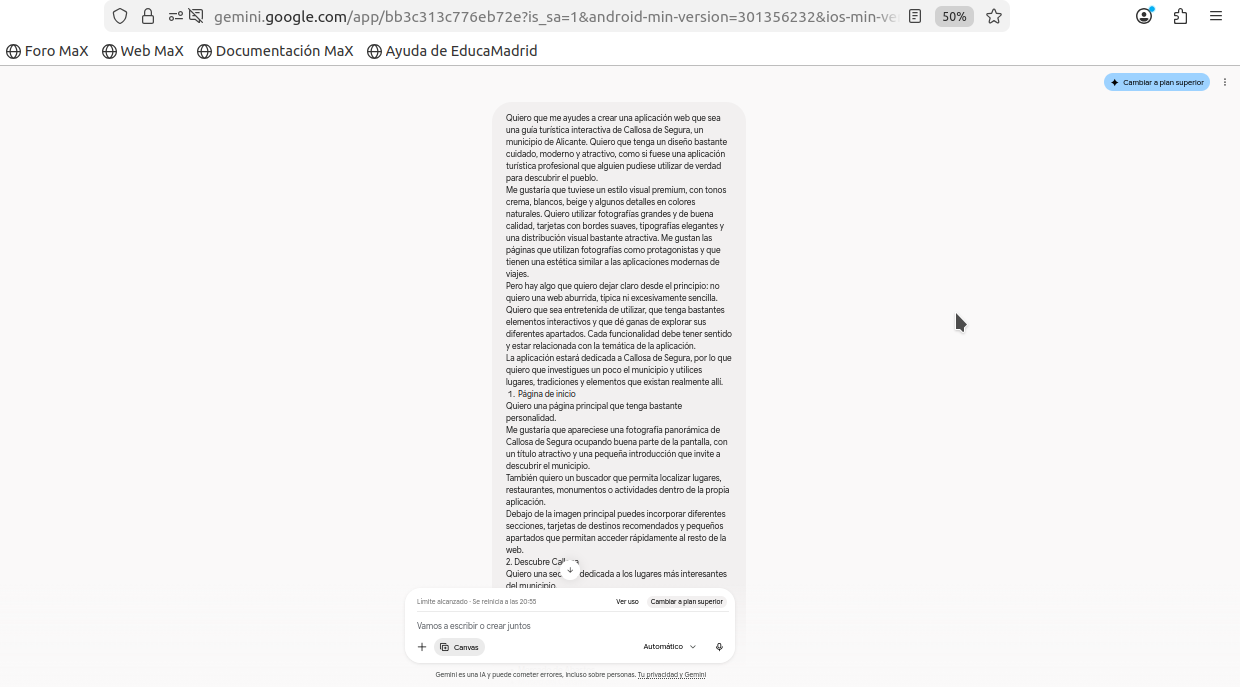 gemini.google.com/app/bb3c313c776eb72e?is_sa=1&android-min-version=301356232&ios-min-ve
50%
Foro MaX
Web MaX
Documentación MaX
Ayuda de EducaMadrid
Cambiar a plan superior
Quiero que me ayudes a crear una aplicación web que sea
una guía turística interactiva de Callosa de Segura, un
municipio de Alicante. Quiero que tenga un diseño bastante
cuidado, moderno y atractivo, como si fuese una aplicación
turística profesional que alguien pudiese utilizar de verdad
para descubrir el pueblo.
Me gustaría que tuviese un estilo visual premium, con tonos
crema, blancos, beige y algunos detalles en colores
naturales. Quiero utilizar fotografías grandes y de buena
calidad, tarjetas con bordes suaves, tipografías elegantes y
una distribución visual bastante atractiva. Me gustan las
páginas que utilizan fotografías como protagonistas y que
tienen una estética similar a las aplicaciones modernas de
viajes.
Pero hay algo que quiero dejar claro desde el principio: no
quiero una web aburrida, típica ni excesivamente sencilla.
Quiero que sea entretenida de utilizar, que tenga bastantes
elementos interactivos y que dé ganas de explorar sus
diferentes apartados. Cada funcionalidad debe tener sentido
y estar relacionada con la temática de la aplicación.
La aplicación estará dedicada a Callosa de Segura, por lo que
quiero que investigues un poco el municipio y utilices
lugares, tradiciones y elementos que existan realmente allí.
1. Página de inicio
Quiero una página principal que tenga bastante
personalidad.
Me gustaría que apareciese una fotografía panorámica de
Callosa de Segura ocupando buena parte de la pantalla, con
un título atractivo y una pequeña introducción que invite a
descubrir el municipio.
También quiero un buscador que permita localizar lugares,
restaurantes, monumentos o actividades dentro de la propia
aplicación.
Debajo de la imagen principal puedes incorporar diferentes
secciones, tarjetas de destinos recomendados y pequeños
apartados que permitan acceder rápidamente al resto de la
web.
2. Descubre
Quiero una dedicada a los lugares más interesantes
del municipio.
Límite alcanzado · Se reinicia a las 20:55
Ver uso
Cambiar a plan superior
Vamos a escribir o crear juntos
Canvas
Automático
Gemini es una IA y puede cometer errores, incluso sobre personas. Tu privacidad y Gemini